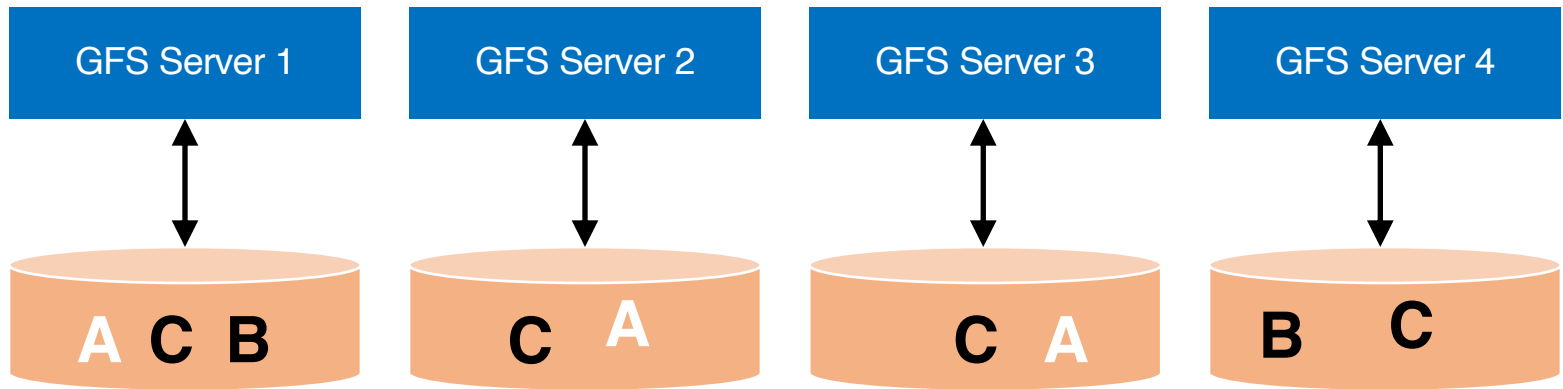 GFS Server 1
GFS Server 2
GFS Server 3
GFS Server 4
A C B
C A
C A
B C